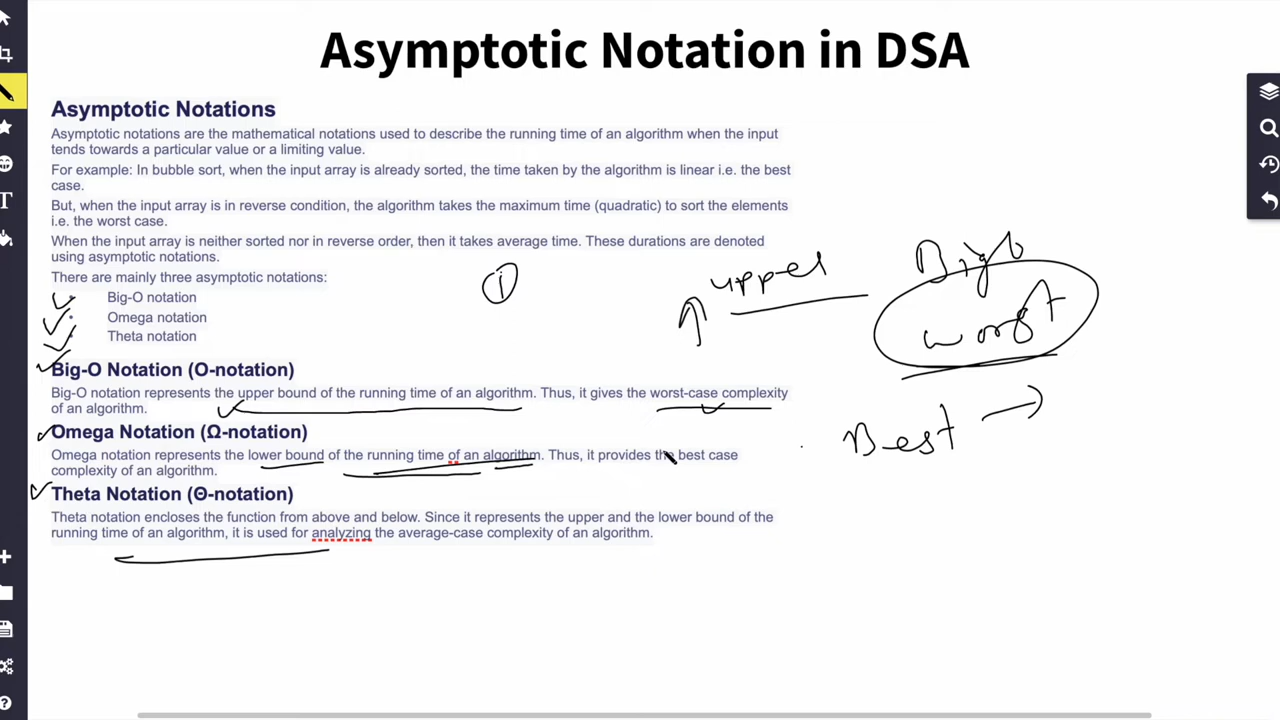 Asymptotic Notation in DSA
Asymptotic Notations
Asymptotic notations are the mathematical notations used to describe the running time of an algorithm when the input
tends towards a particular value or a limiting value.
For example: In bubble sort, when the input array is already sorted, the time taken by the algorithm is linear i.e. the best
case.
But, when the input array is in reverse condition, the algorithm takes the maximum time (quadratic) to sort the elements
i.e. the worst case.
When the input array is neither sorted nor in reverse order, then it takes average time. These durations are denoted
using asymptotic notations.
There are mainly three asymptotic notations:
Big-O notation
Omega notation
Theta notation
1
upper
Big O
worst
Best →
Big-O Notation (O-notation)
Big-O notation represents the upper bound of the running time of an algorithm. Thus, it gives the worst-case complexity
of an algorithm.
Omega Notation (Ω-notation)
Omega notation represents the lower bound of the running time of an algorithm. Thus, it provides the best case
complexity of an algorithm.
Theta Notation (Θ-notation)
Theta notation encloses the function from above and below. Since it represents the upper and the lower bound of the
running time of an algorithm, it is used for analyzing the average-case complexity of an algorithm.